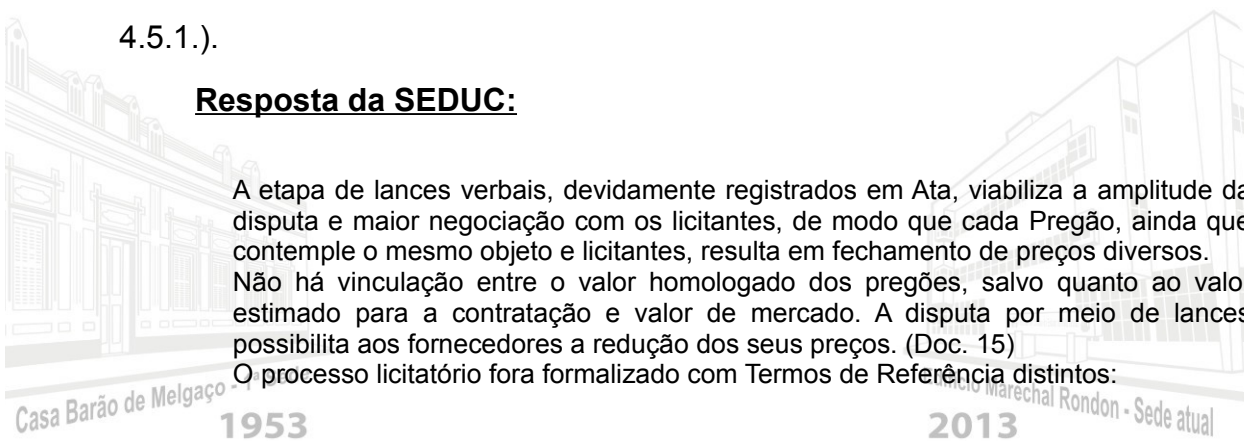 4.5.1.).
Resposta da SEDUC:
A etapa de lances verbais, devidamente registrados em Ata, viabiliza a amplitude da
disputa e maior negociação com os licitantes, de modo que cada Pregão, ainda que
contemple o mesmo objeto e licitantes, resulta em fechamento de preços diversos.
Não há vinculação entre o valor homologado dos pregões, salvo quanto ao valo
estimado para a contratação e valor de mercado. A disputa por meio de lances
possibilita aos fornecedores a redução dos seus preços. (Doc. 15)
O processo licitatório fora formalizado com Termos de Referência distintos:
Casa Barão de Melgaço -
1953
Marechal Rondon - Sede atual
2013